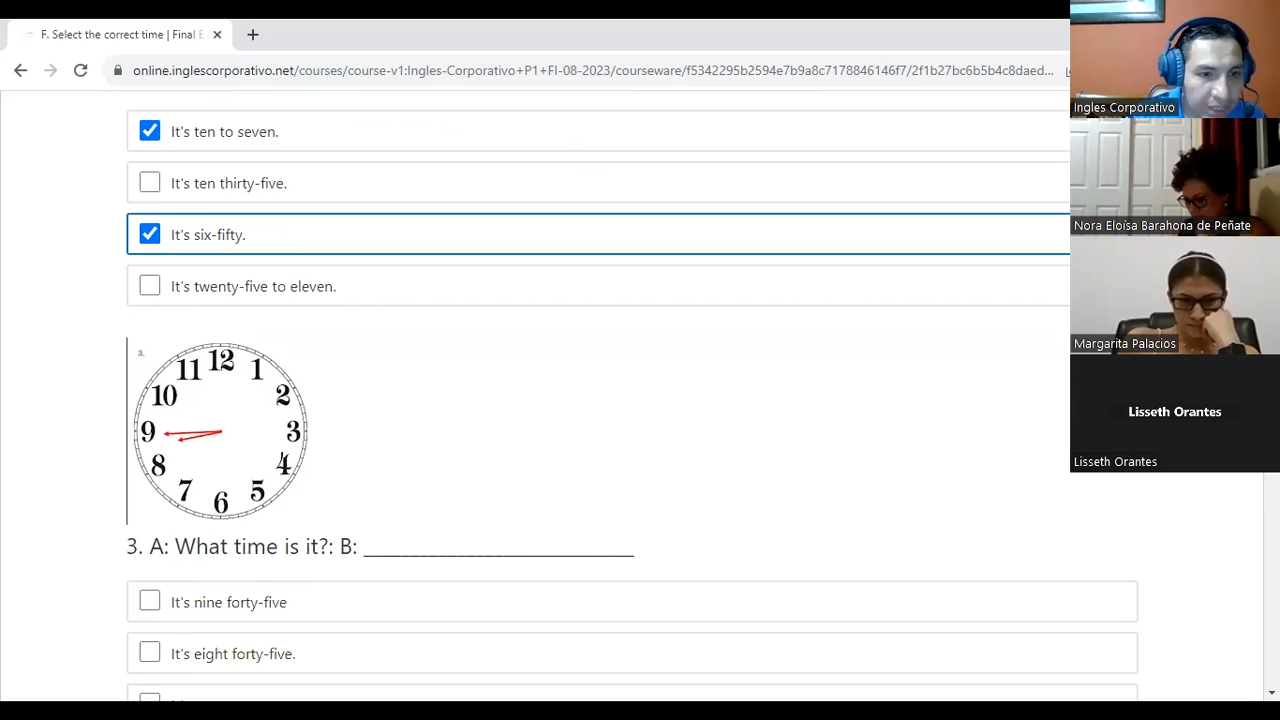 F. Select the correct time | Final E
online.inglescorporativo.net/courses/course-v1:Ingles-Corporativo+P1+FI-08-2023/courseware/f5342295b2594e7b9a8c7178846146f7/
It's ten to seven.
It's ten thirty-five.
It's six-fifty.
It's twenty-five to eleven.
3.
12
11 1
10 2
9 3
8 4
7 5
6
3. A: What time is it?: B: ___________________________
It's nine forty-five
It's eight forty-five.
Ingles Corporativo
Nora Eloísa Barahona de Peñate
Margarita Palacios
Lisseth Orantes
Lisseth Orantes